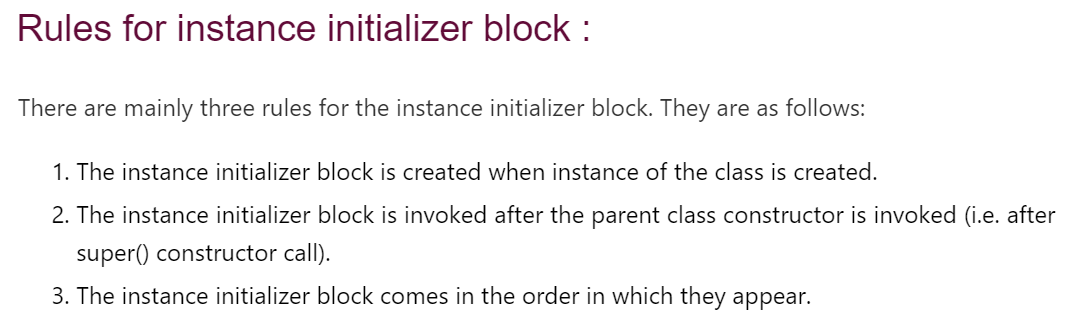 Rules for instance initializer block :
There are mainly three rules for the instance initializer block. They are as follows:
1. The instance initializer block is created when instance of the class is created.
2. The instance initializer block is invoked after the parent class constructor is invoked (i.e. after
super() constructor call).
3. The instance initializer block comes in the order in which they appear.